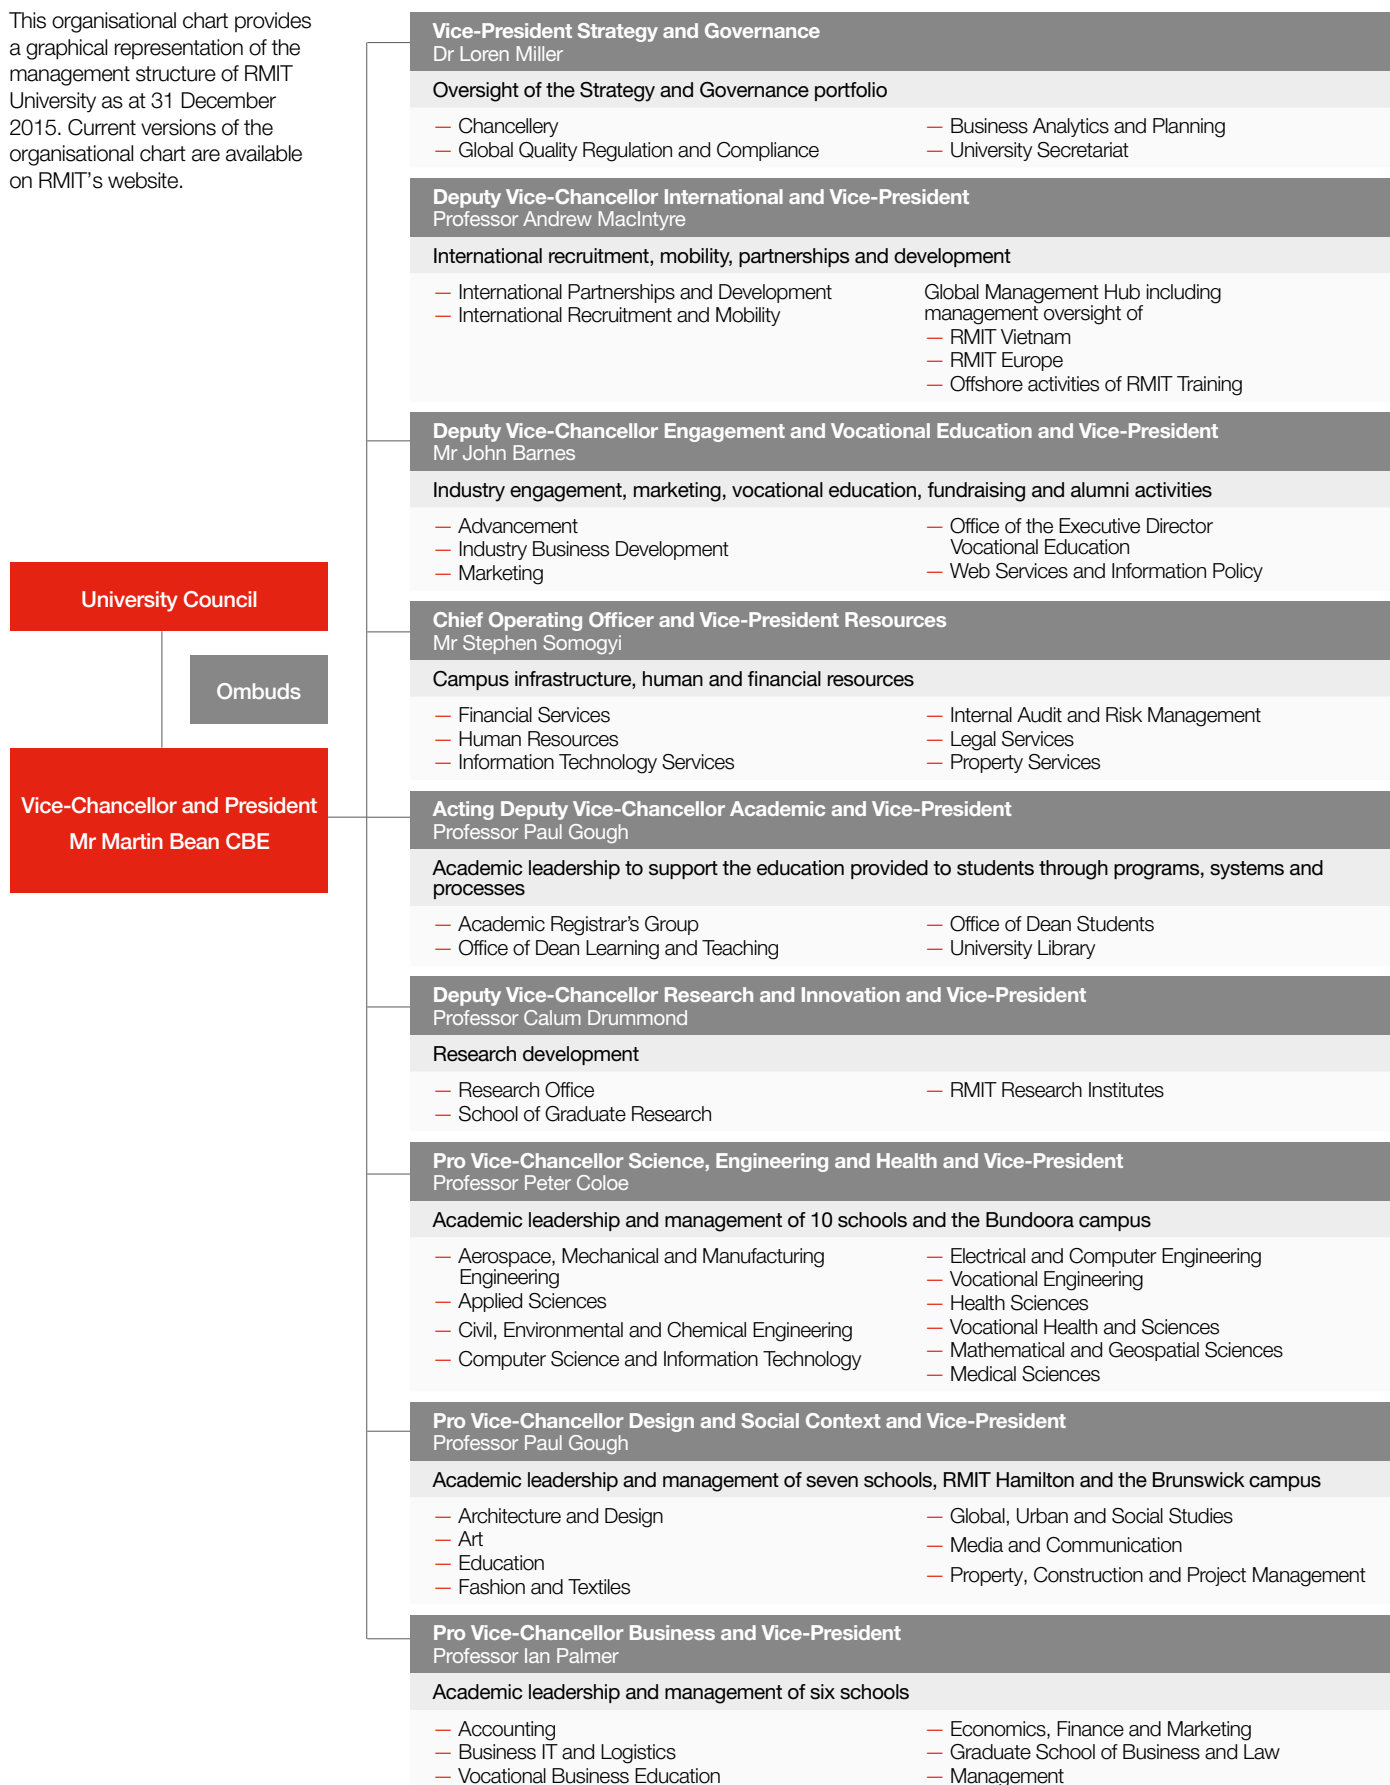 This organisational chart provides
a graphical representation of the
management structure of RMIT
University as at 31 December
2015. Current versions of the
organisational chart are available
on RMIT's website.
University Council
Ombuds
Vice-Chancellor and President
Mr Martin Bean CBE
Vice-President Strategy and Governance
Dr Loren Miller
Oversight of the Strategy and Governance portfolio
— Chancellery
— Global Quality Regulation and Compliance
— Business Analytics and Planning
— University Secretariat
Deputy Vice-Chancellor International and Vice-President
Professor Andrew MacIntyre
International recruitment, mobility, partnerships and development
— International Partnerships and Development
— International Recruitment and Mobility
Global Management Hub including
management oversight of
— RMIT Vietnam
— RMIT Europe
— Offshore activities of RMIT Training
Deputy Vice-Chancellor Engagement and Vocational Education and Vice-President
Mr John Barnes
Industry engagement, marketing, vocational education, fundraising and alumni activities
— Advancement
— Industry Business Development
— Marketing
— Office of the Executive Director
Vocational Education
— Web Services and Information Policy
Chief Operating Officer and Vice-President Resources
Mr Stephen Somogyi
Campus infrastructure, human and financial resources
— Financial Services
— Human Resources
— Information Technology Services
— Internal Audit and Risk Management
— Legal Services
— Property Services
Acting Deputy Vice-Chancellor Academic and Vice-President
Professor Paul Gough
Academic leadership to support the education provided to students through programs, systems and
processes
— Academic Registrar's Group
— Office of Dean Learning and Teaching
— Office of Dean Students
— University Library
Deputy Vice-Chancellor Research and Innovation and Vice-President
Professor Calum Drummond
Research development
— Research Office
— School of Graduate Research
— RMIT Research Institutes
Pro Vice-Chancellor Science, Engineering and Health and Vice-President
Professor Peter Coloe
Academic leadership and management of 10 schools and the Bundoora campus
— Aerospace, Mechanical and Manufacturing
Engineering
— Applied Sciences
— Civil, Environmental and Chemical Engineering
— Computer Science and Information Technology
— Electrical and Computer Engineering
— Vocational Engineering
— Health Sciences
— Vocational Health and Sciences
— Mathematical and Geospatial Sciences
— Medical Sciences
Pro Vice-Chancellor Design and Social Context and Vice-President
Professor Paul Gough
Academic leadership and management of seven schools, RMIT Hamilton and the Brunswick campus
— Architecture and Design
— Art
— Education
— Fashion and Textiles
— Global, Urban and Social Studies
— Media and Communication
— Property, Construction and Project Management
Pro Vice-Chancellor Business and Vice-President
Professor Ian Palmer
Academic leadership and management of six schools
— Accounting
— Business IT and Logistics
— Vocational Business Education
— Economics, Finance and Marketing
— Graduate School of Business and Law
— Management